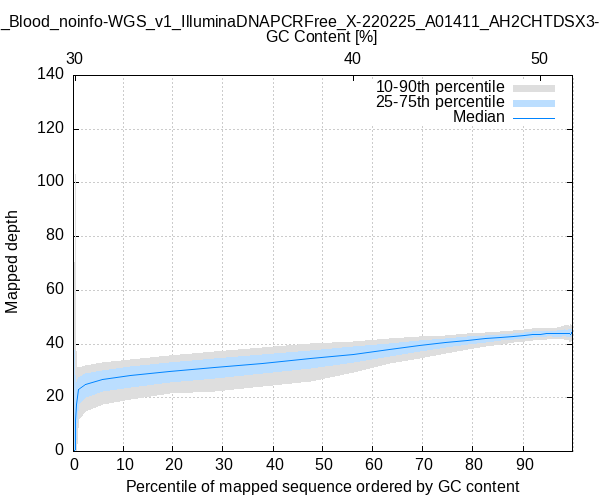 _Blood_noinfo-WGS_v1_IlluminaDNAPCRFree_X-220225_A01411_AH2CHTDSX3-
GC Content [%]
30 40 50
140
120
100
80
60
40
20
0
10-90th percentile
25-75th percentile
Median
Mapped depth
0 10 20 30 40 50 60 70 80 90
Percentile of mapped sequence ordered by GC content